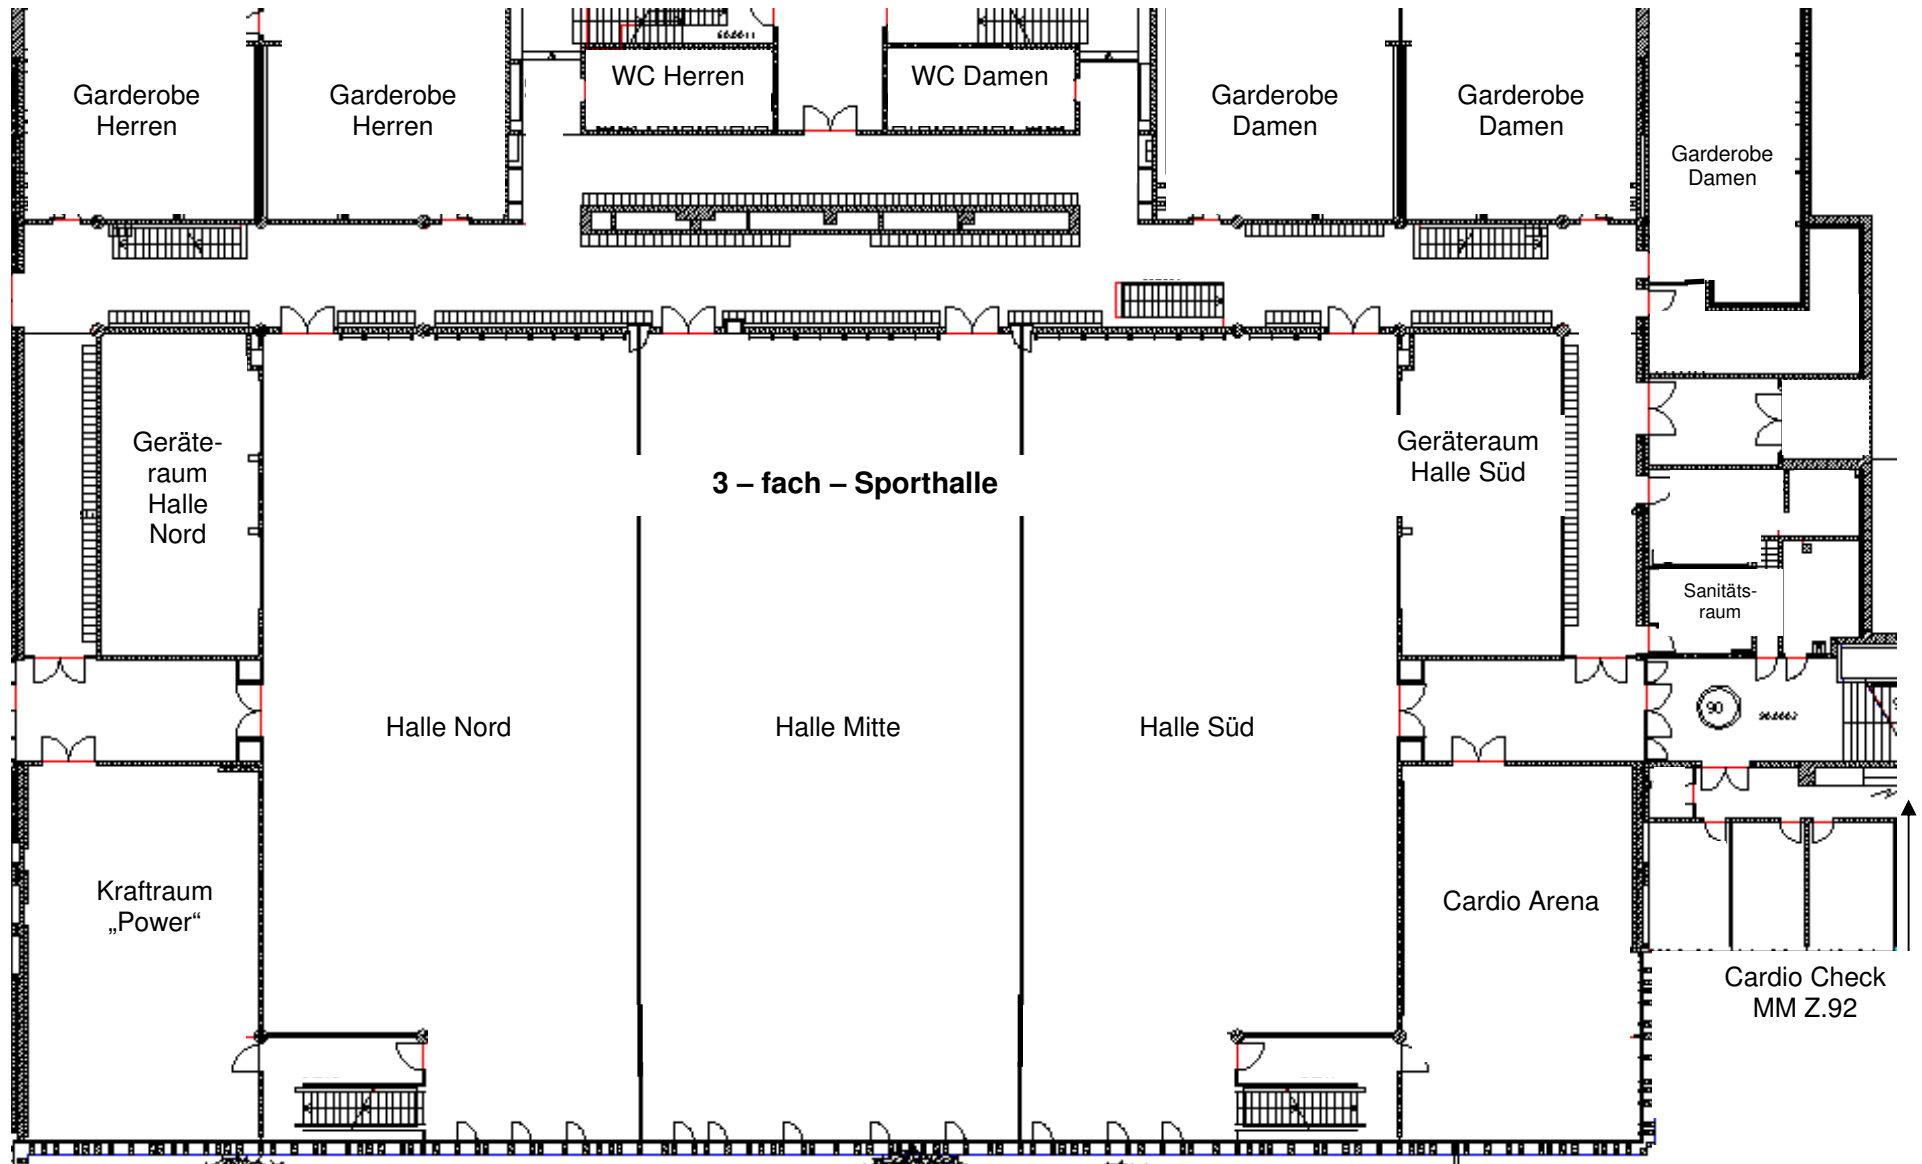 WC Herren
WC Damen
Garderobe
Herren
Garderobe
Herren
Garderobe
Damen
Garderobe
Damen
Garderobe
Damen
Geräte-
raum
Halle
Nord
3 – fach – Sporthalle
Geräteraum
Halle Süd
Sanitäts-
raum
Halle Nord
Halle Mitte
Halle Süd
90
Kraftraum
„Power“
Cardio Arena
Cardio Check
MM Z.92